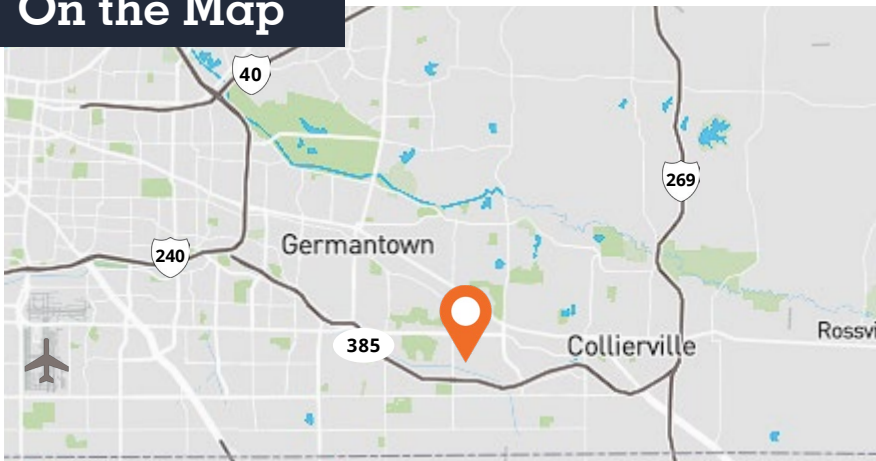 On the Map
40
269
Germantown
240
385
Collierville
Rossvi